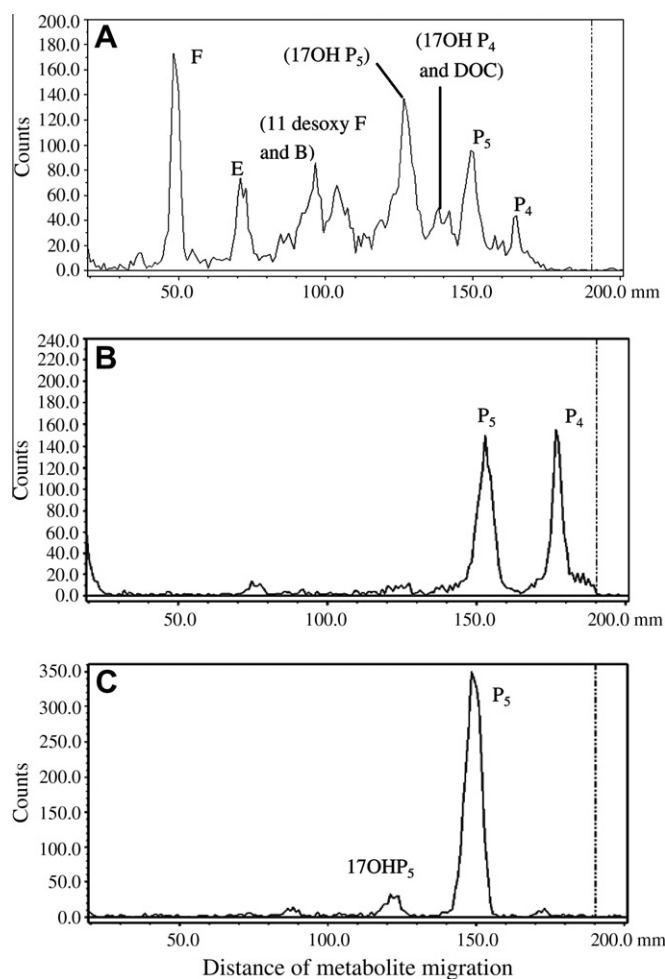 A
200.0
180.0
160.0
140.0
120.0
100.0
80.0
60.0
40.0
20.0
0.0
Counts
F
E
(11 desoxy F
and B)
(17OH P₅)
(17OH P₄
and DOC)
P₅
P₄
50.0 100.0 150.0 200.0 mm
B
240.0
220.0
200.0
180.0
160.0
140.0
120.0
100.0
80.0
60.0
40.0
20.0
0.0
Counts
P₅
P₄
50.0 100.0 150.0 200.0 mm
C
350.0
300.0
250.0
200.0
150.0
100.0
50.0
0.0
Counts
17OHP₅
P₅
50.0 100.0 150.0 200.0 mm
Distance of metabolite migration